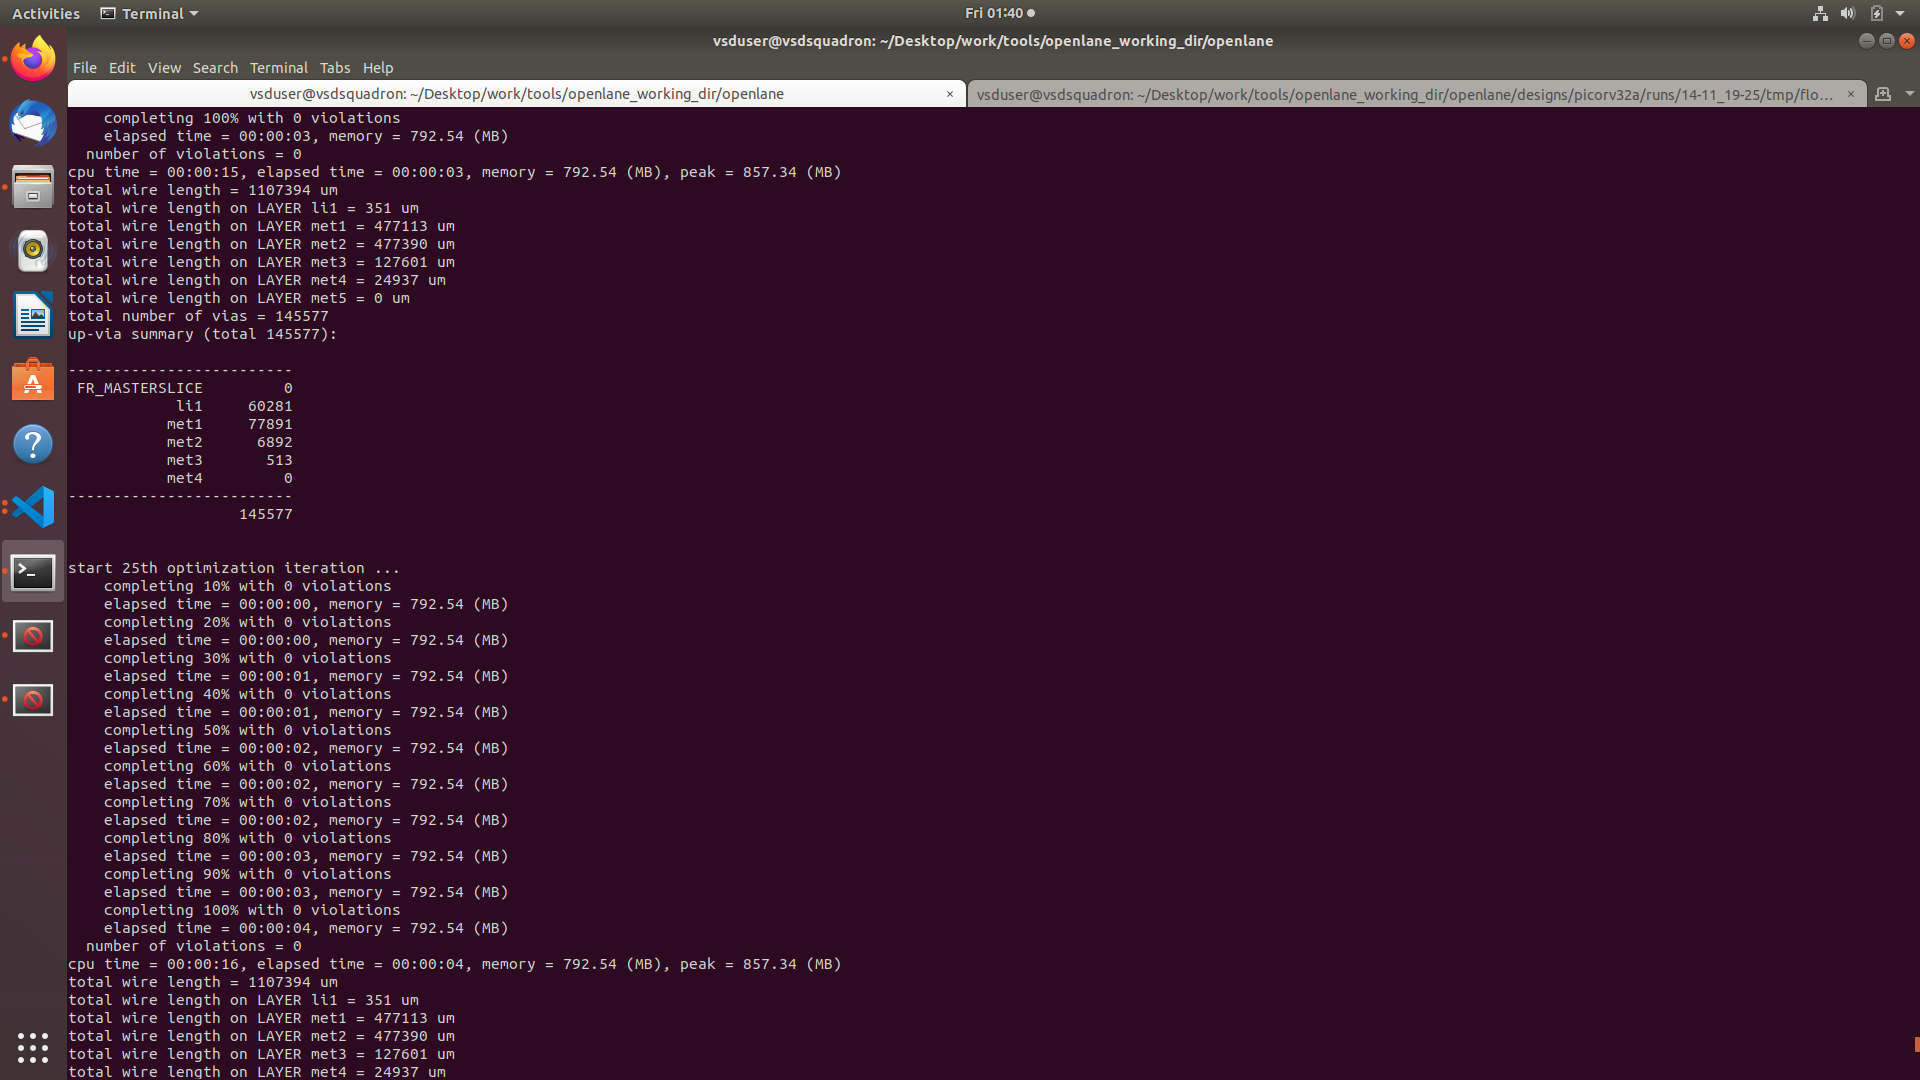 Activities Terminal Fri 01:40
vsduser@vsdsquadron: ~/Desktop/work/tools/openlane_working_dir/openlane
File Edit View Search Terminal Tabs Help
vsduser@vsdsquadron: ~/Desktop/work/tools/openlane_working_dir/openlane × vsduser@vsdsquadron: ~/Desktop/work/tools/openlane_working_dir/openlane/designs/picorv32a/runs/14-11_19-25/tmp/flo... ×
completing 100% with 0 violations
elapsed time = 00:00:03, memory = 792.54 (MB)
number of violations = 0
cpu time = 00:00:15, elapsed time = 00:00:03, memory = 792.54 (MB), peak = 857.34 (MB)
total wire length = 1107394 um
total wire length on LAYER li1 = 351 um
total wire length on LAYER met1 = 477113 um
total wire length on LAYER met2 = 477390 um
total wire length on LAYER met3 = 127601 um
total wire length on LAYER met4 = 24937 um
total wire length on LAYER met5 = 0 um
total number of vias = 145577
up-via summary (total 145577):
-------------------------
FR_MASTERSLICE 0
li1 60281
met1 77891
met2 6892
met3 513
met4 0
-------------------------
145577
start 25th optimization iteration ...
completing 10% with 0 violations
elapsed time = 00:00:00, memory = 792.54 (MB)
completing 20% with 0 violations
elapsed time = 00:00:00, memory = 792.54 (MB)
completing 30% with 0 violations
elapsed time = 00:00:01, memory = 792.54 (MB)
completing 40% with 0 violations
elapsed time = 00:00:01, memory = 792.54 (MB)
completing 50% with 0 violations
elapsed time = 00:00:02, memory = 792.54 (MB)
completing 60% with 0 violations
elapsed time = 00:00:02, memory = 792.54 (MB)
completing 70% with 0 violations
elapsed time = 00:00:02, memory = 792.54 (MB)
completing 80% with 0 violations
elapsed time = 00:00:03, memory = 792.54 (MB)
completing 90% with 0 violations
elapsed time = 00:00:03, memory = 792.54 (MB)
completing 100% with 0 violations
elapsed time = 00:00:04, memory = 792.54 (MB)
number of violations = 0
cpu time = 00:00:16, elapsed time = 00:00:04, memory = 792.54 (MB), peak = 857.34 (MB)
total wire length = 1107394 um
total wire length on LAYER li1 = 351 um
total wire length on LAYER met1 = 477113 um
total wire length on LAYER met2 = 477390 um
total wire length on LAYER met3 = 127601 um
total wire length on LAYER met4 = 24937 um